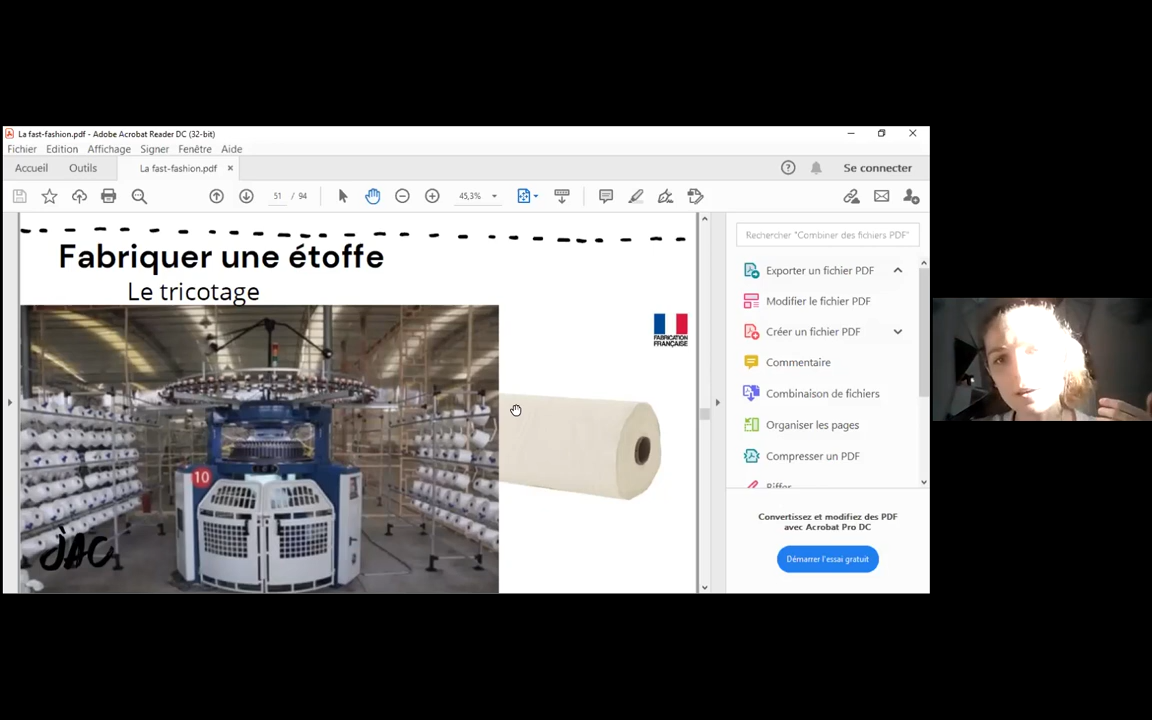 La fast-fashion.pdf - Adobe Acrobat Reader DC (32-bit)
Fichier Edition Affichage Signer Fenêtre Aide
Accueil Outils La fast-fashion.pdf × ? Se connecter
51 / 94 45,3%
Fabriquer une étoffe
Le tricotage
FABRICATION
FRANÇAISE
10
JAC
Rechercher "Combiner des fichiers PDF"
Exporter un fichier PDF
Modifier le fichier PDF
Créer un fichier PDF
Commentaire
Combinaison de fichiers
Organiser les pages
Compresser un PDF
Biffer
Convertissez et modifiez des PDF
avec Acrobat Pro DC
Démarrer l'essai gratuit